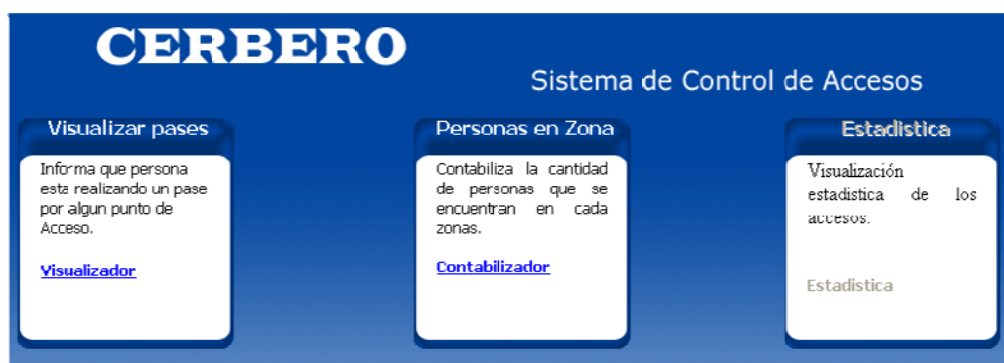 CERBERO
Sistema de Control de Accesos
Visualizar pases
Informa que persona
esta realizando un pase
por algun punto de
Acceso.
Visualizador
Personas en Zona
Contabiliza la cantidad
de personas que se
encuentran en cada
zonas.
Contabilizador
Estadistica
Visualización
estadistica de los
accesos.
Estadistica